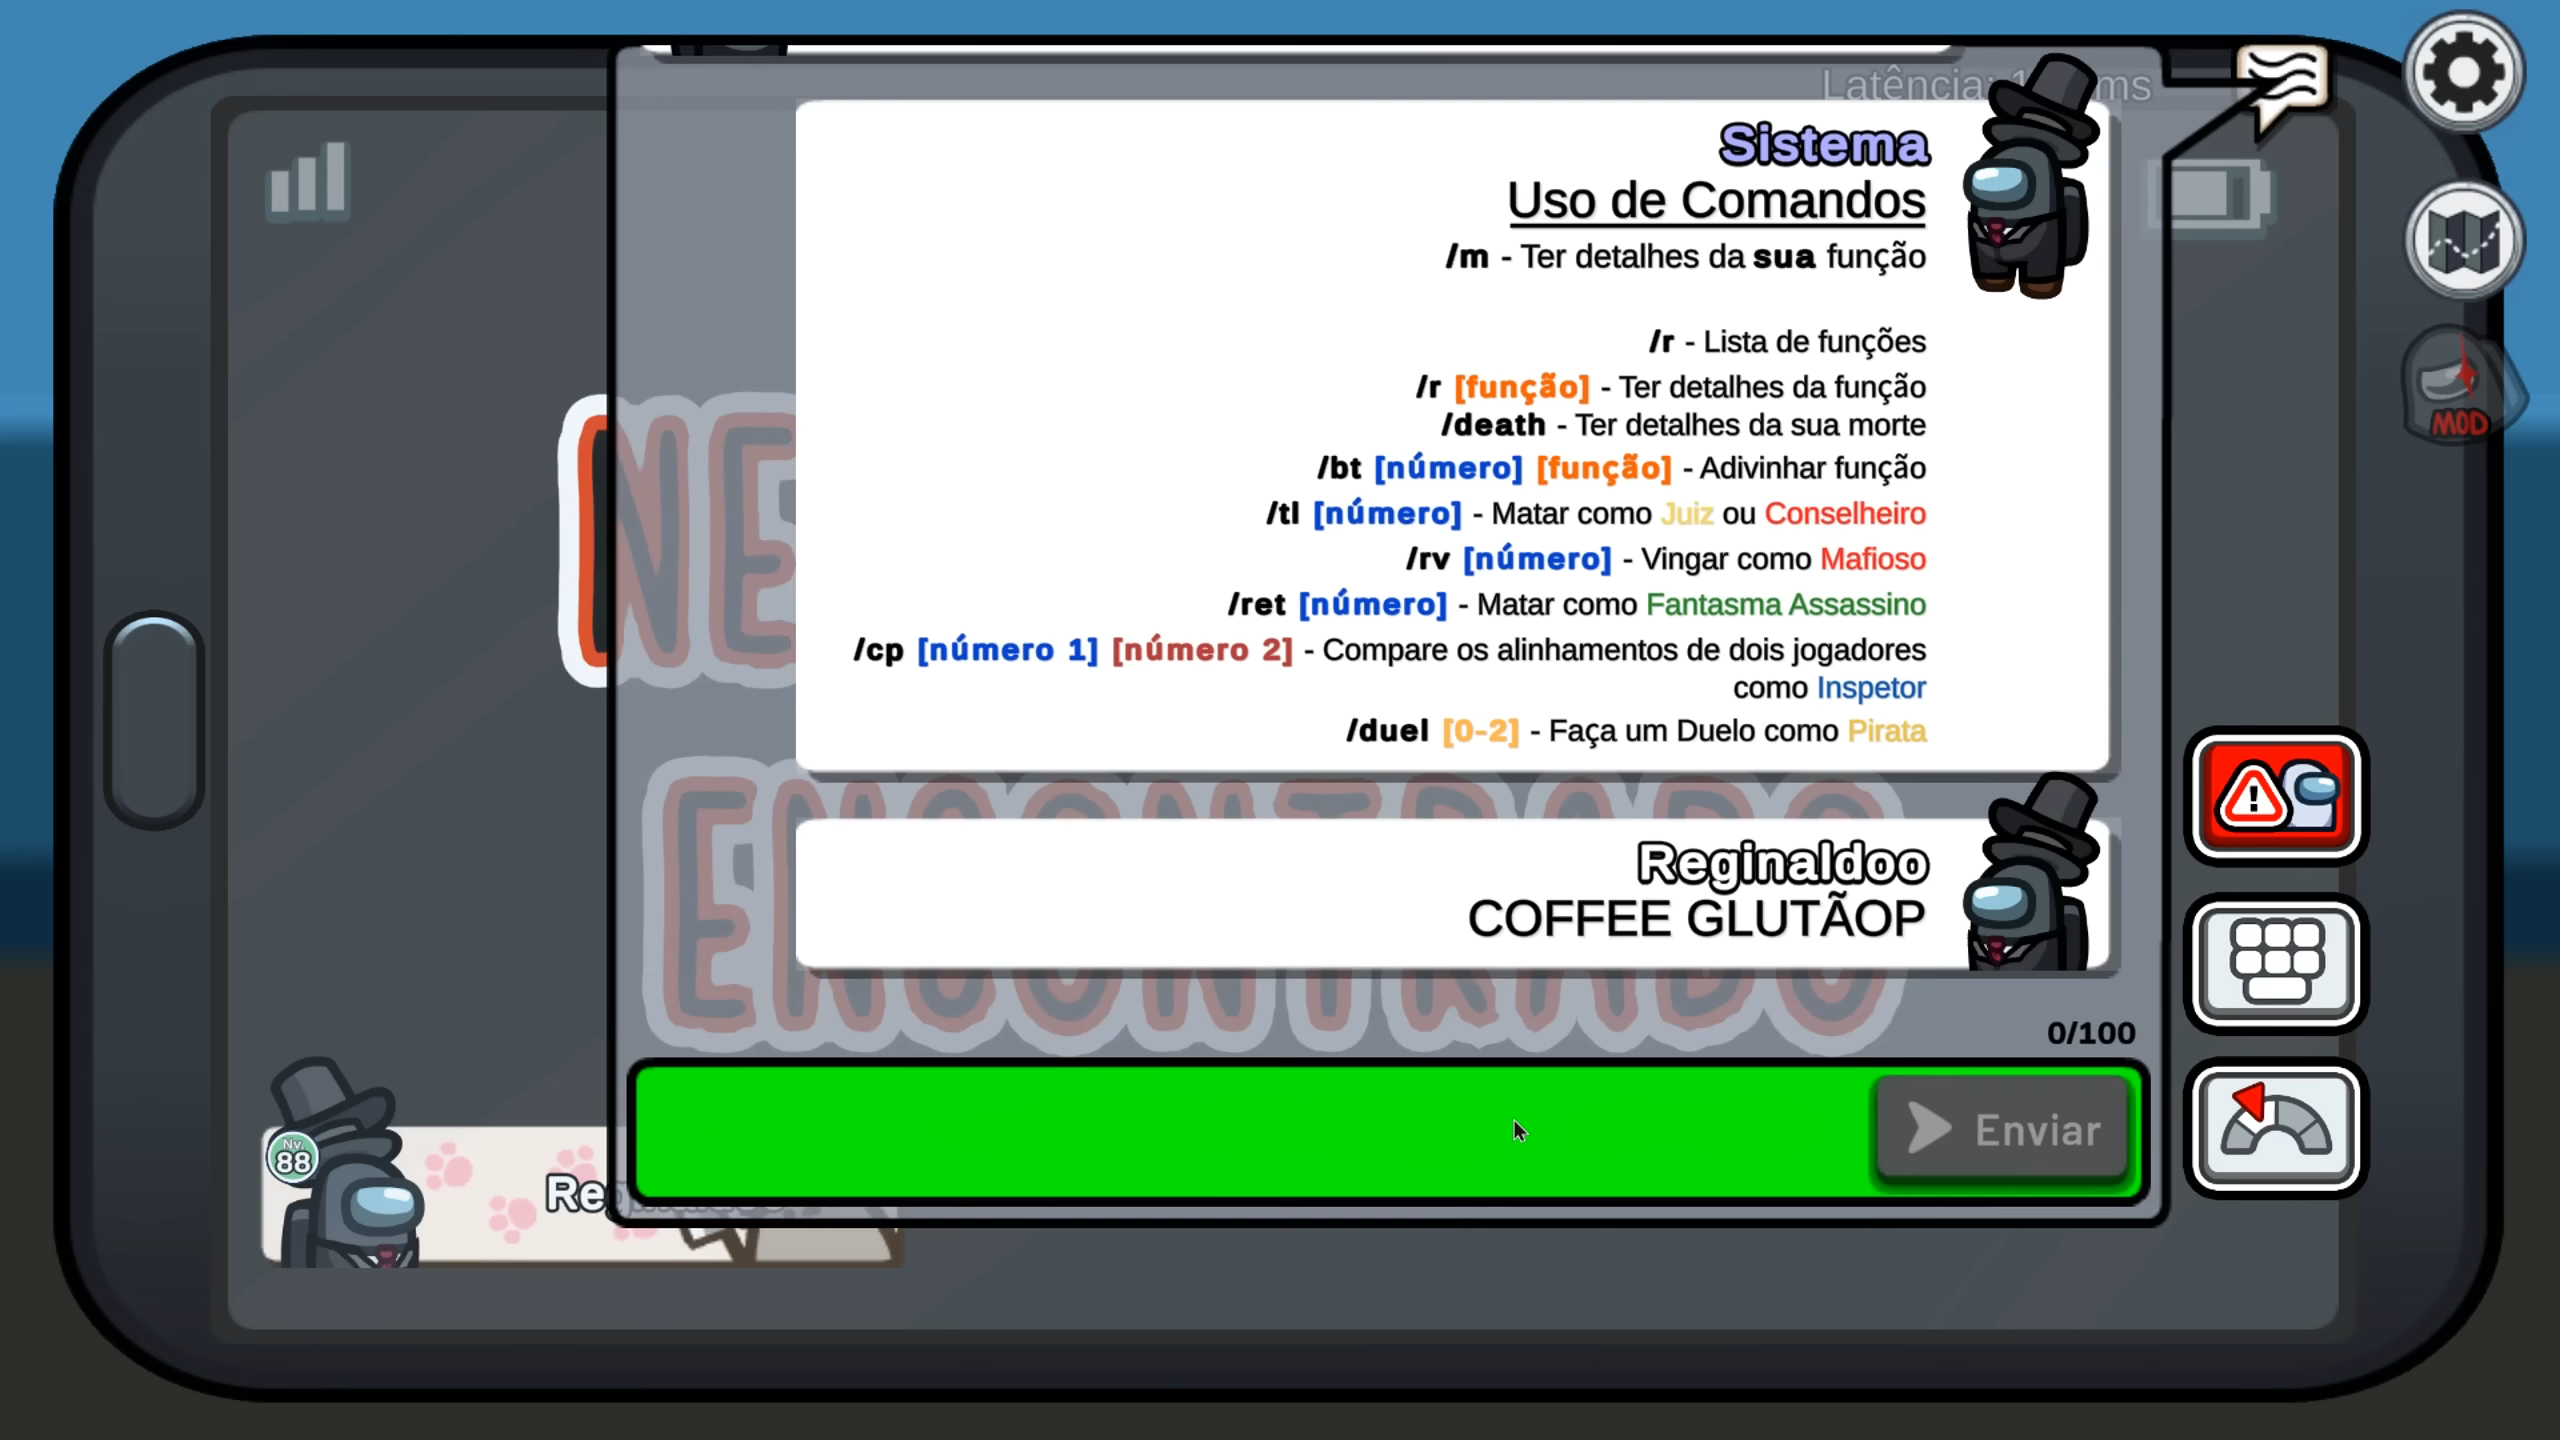 Latência: ms
Sistema
Uso de Comandos
/m - Ter detalhes da sua função
/r - Lista de funções
/r [função] - Ter detalhes da função
/death - Ter detalhes da sua morte
/bt [número] [função] - Adivinhar função
/tl [número] - Matar como Juiz ou Conselheiro
/rv [número] - Vingar como Mafioso
/ret [número] - Matar como Fantasma Assassino
/cp [número 1] [número 2] - Compare os alinhamentos de dois jogadores
como Inspetor
/duel [0-2] - Faça um Duelo como Pirata
MOD
NE
ENCONTRADO
Reginaldoo
COFFEE GLUTÃOP
0/100
Enviar
Nv.
88
Reginaldoo